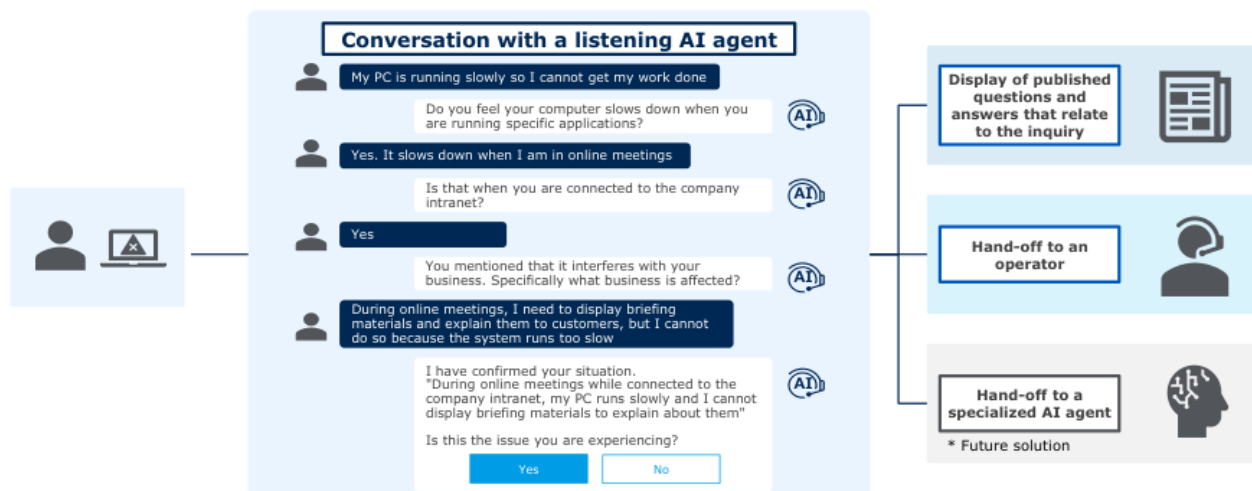 Conversation with a listening AI agent
My PC is running slowly so I cannot get my work done
Do you feel your computer slows down when you
are running specific applications?
AI
Yes. It slows down when I am in online meetings
Is that when you are connected to the company
intranet?
AI
Yes
You mentioned that it interferes with your
business. Specifically what business is affected?
AI
During online meetings, I need to display briefing
materials and explain them to customers, but I cannot
do so because the system runs too slow
I have confirmed your situation.
"During online meetings while connected to the
company intranet, my PC runs slowly and I cannot
display briefing materials to explain about them"
AI
Is this the issue you are experiencing?
Yes
No
Display of published
questions and
answers that relate
to the inquiry
Hand-off to an
operator
Hand-off to a
specialized AI agent
* Future solution